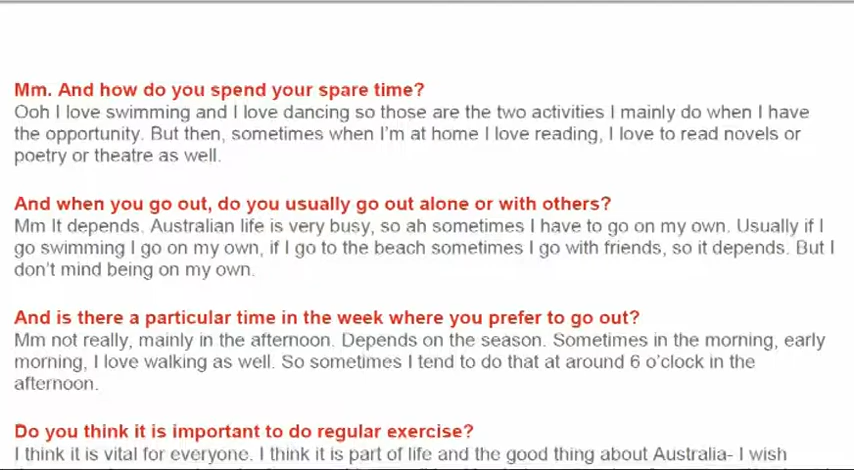 Mm. And how do you spend your spare time?
Ooh I love swimming and I love dancing so those are the two activities I mainly do when I have
the opportunity. But then, sometimes when I'm at home I love reading, I love to read novels or
poetry or theatre as well.
And when you go out, do you usually go out alone or with others?
Mm It depends. Australian life is very busy, so ah sometimes I have to go on my own. Usually if I
go swimming I go on my own, if I go to the beach sometimes I go with friends, so it depends. But I
don't mind being on my own.
And is there a particular time in the week where you prefer to go out?
Mm not really, mainly in the afternoon. Depends on the season. Sometimes in the morning, early
morning, I love walking as well. So sometimes I tend to do that at around 6 o'clock in the
afternoon.
Do you think it is important to do regular exercise?
I think it is vital for everyone. I think it is part of life and the good thing about Australia- I wish